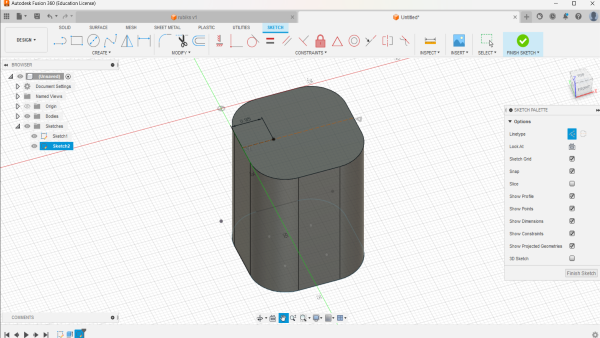 Autodesk Fusion 360 (Education License)
Untitled*
SOLID SURFACE MESH SHEET METAL PLASTIC UTILITIES SKETCH
DESIGN
CREATE MODIFY CONSTRAINTS INSPECT INSERT SELECT FINISH SKETCH
BROWSER
(Unsaved)
Document Settings
Named Views
Origin
Bodies
Sketches
Sketch1
Sketch2
TOP
FRONT
SKETCH PALETTE
Options
Linetype
Look At
Sketch Grid
Snap
Slice
Show Profile
Show Points
Show Dimensions
Show Constraints
Show Projected Geometries
3D Sketch
Finish Sketch
COMMENTS